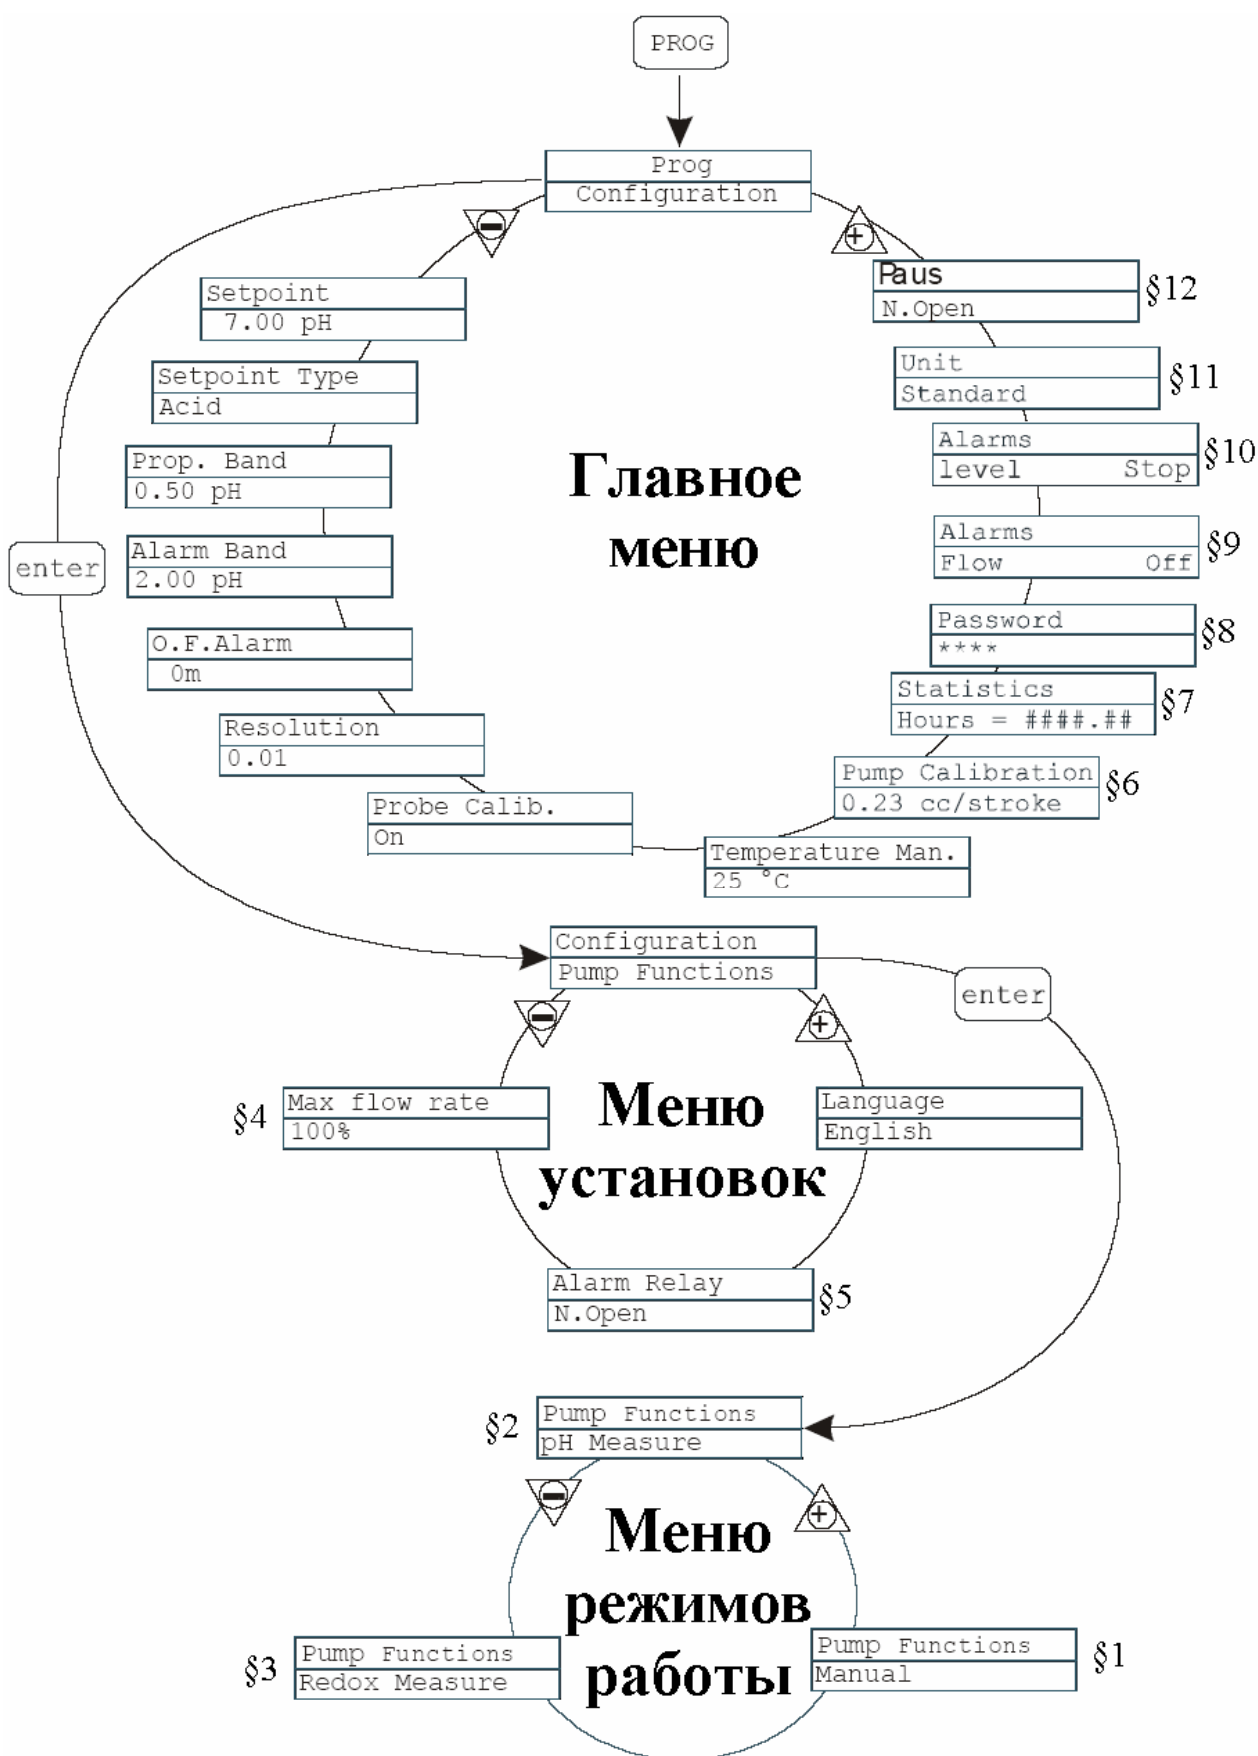 PROG
Prog
Configuration
Setpoint
7.00 pH
Setpoint Type
Acid
Prop. Band
0.50 pH
Alarm Band
2.00 pH
O.F.Alarm
0m
Resolution
0.01
Probe Calib.
On
Temperature Man.
25 °C
Paus
N.Open
§12
Unit
Standard
§11
Alarms
level Stop
§10
Alarms
Flow Off
§9
Password
****
§8
Statistics
Hours = ####.##
§7
Pump Calibration
0.23 cc/stroke
§6
Главное
меню
enter
Configuration
Pump Functions
enter
§4
Max flow rate
100%
Меню
установок
Language
English
Alarm Relay
N.Open
§5
§2
Pump Functions
pH Measure
Меню
режимов
работы
§3
Pump Functions
Redox Measure
Pump Functions
Manual
§1